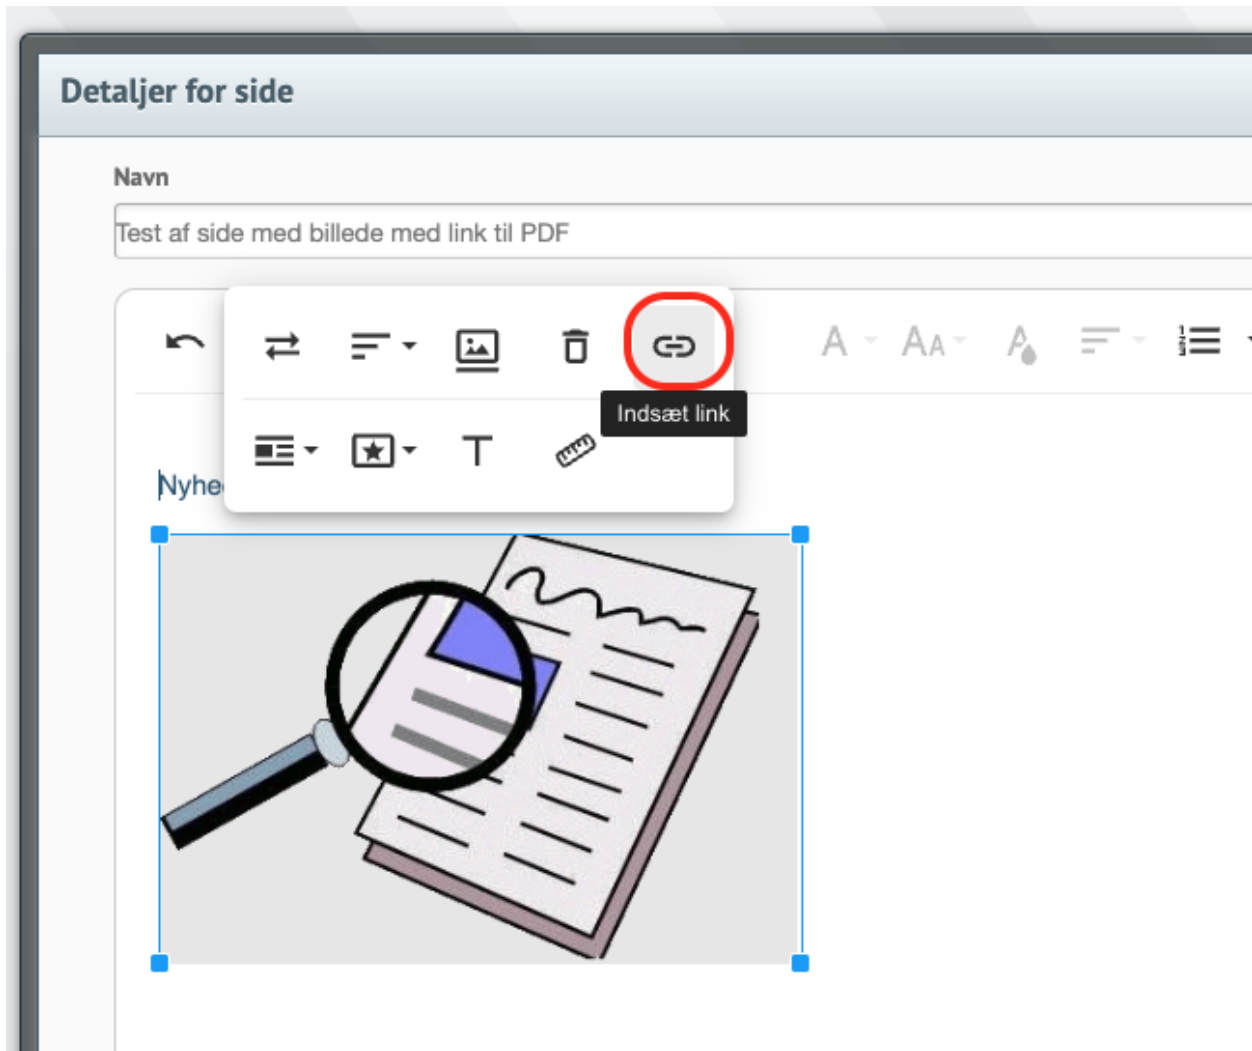 Detaljer for side
Navn
Test af side med billede med link til PDF
Indsæt link